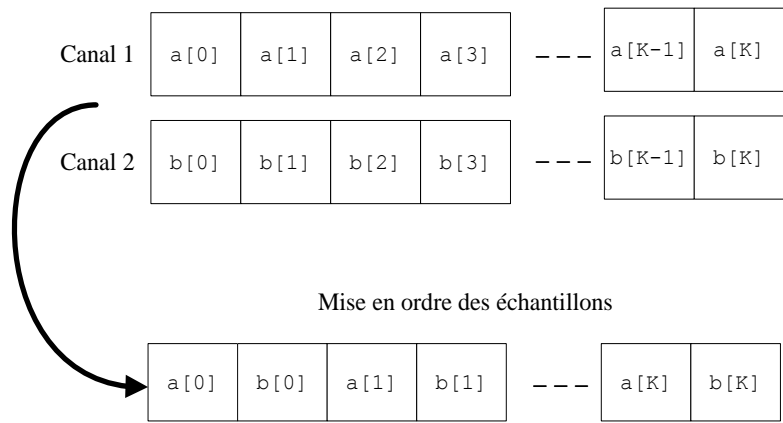 Canal 1 a[0] a[1] a[2] a[3] --- a[K-1] a[K]
Canal 2 b[0] b[1] b[2] b[3] --- b[K-1] b[K]
Mise en ordre des échantillons
a[0] b[0] a[1] b[1] --- a[K] b[K]